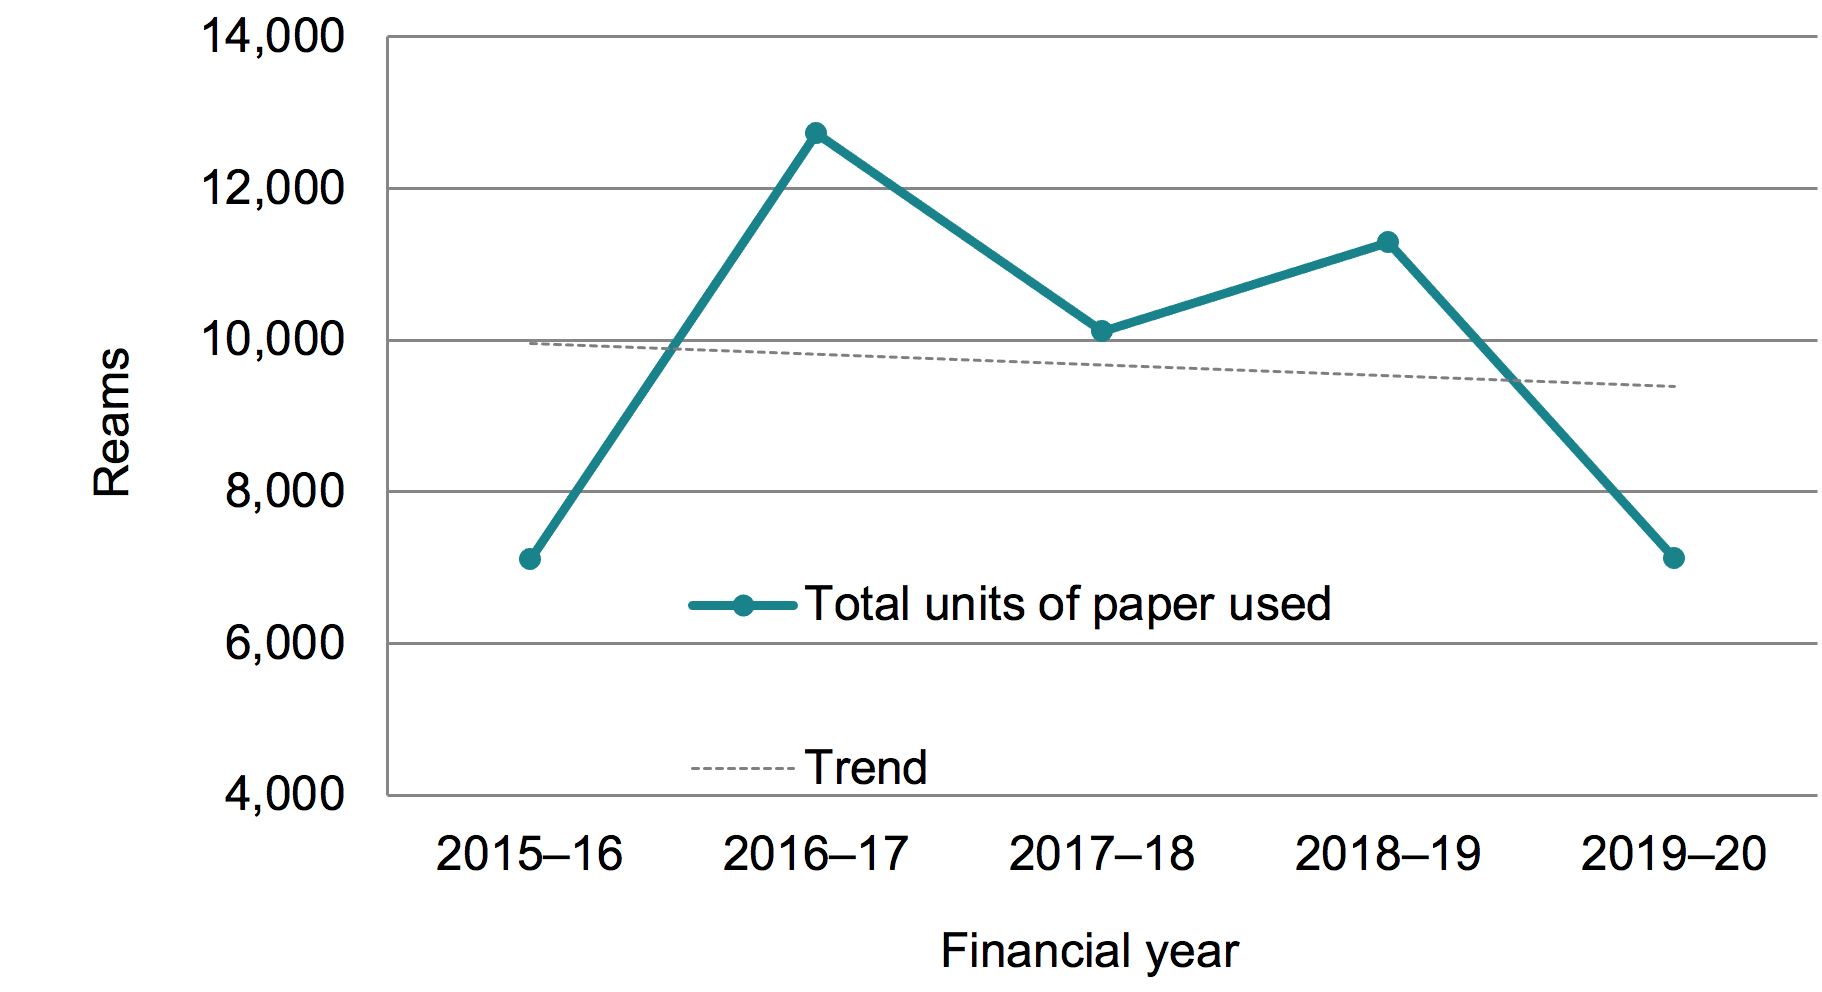 14,000
12,000
10,000
8,000
6,000
4,000
Reams
Total units of paper used
Trend
2015–16 2016–17 2017–18 2018–19 2019–20
Financial year